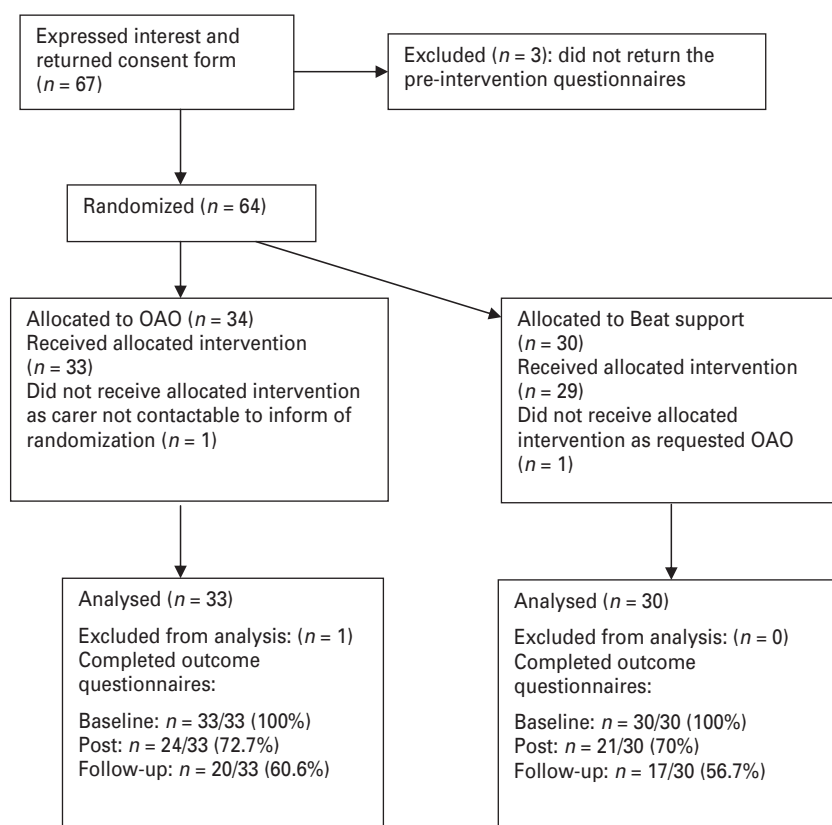 Expressed interest and
returned consent form
(n = 67)
Excluded (n = 3): did not return the
pre-intervention questionnaires
Randomized (n = 64)
Allocated to OAO (n = 34)
Received allocated intervention
(n = 33)
Did not receive allocated intervention
as carer not contactable to inform of
randomization (n = 1)
Allocated to Beat support
(n = 30)
Received allocated intervention
(n = 29)
Did not receive allocated
intervention as requested OAO
(n = 1)
Analysed (n = 33)
Excluded from analysis: (n = 1)
Completed outcome
questionnaires:
Baseline: n = 33/33 (100%)
Post: n = 24/33 (72.7%)
Follow-up: n = 20/33 (60.6%)
Analysed (n = 30)
Excluded from analysis: (n = 0)
Completed outcome
questionnaires:
Baseline: n = 30/30 (100%)
Post: n = 21/30 (70%)
Follow-up: n = 17/30 (56.7%)